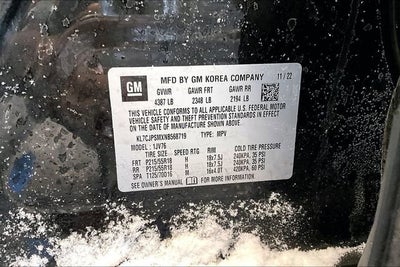 GM
MFD BY GM KOREA COMPANY 11/22
GVWR GAWR FRT GAWR RR
4387 LB 2348 LB 2194 LB
THIS VEHICLE CONFORMS TO ALL APPLICABLE U.S. FEDERAL MOTOR
VEHICLE SAFETY AND THEFT PREVENTION STANDARDS IN EFFECT
ON THE DATE OF MANUFACTURE SHOWN ABOVE.
KL7CJPSMXNB568719 TYPE: MPV
MODEL: 1JV76
TIRE SIZE SPEED RTG RIM COLD TIRE PRESSURE
FRT P215/55R18 H 18x7.5J 240KPA, 35 PSI
RR P215/55R18 H 18x7.5J 240KPA, 35 PSI
SPA T125/70D16 M 16x4.0T 420KPA, 60 PSI
SEE OWNER'S MANUAL FOR MORE INFORMATION.